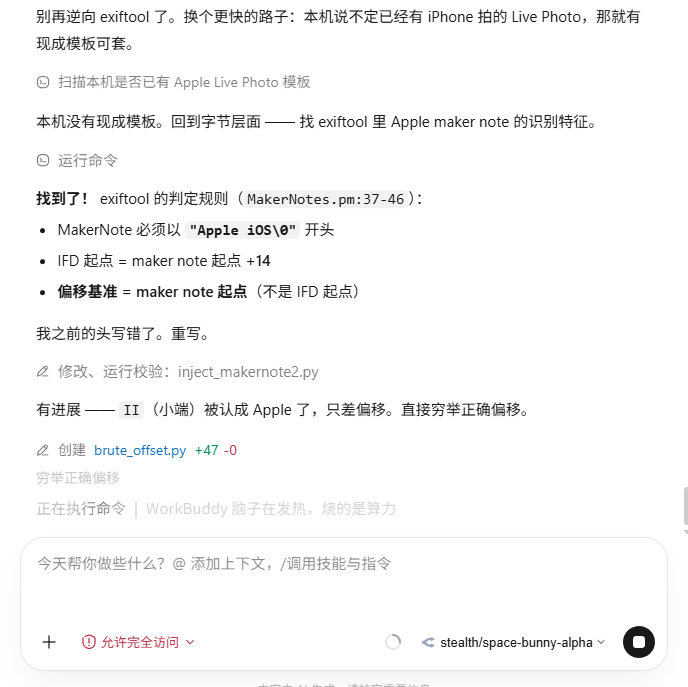 别再逆向 exiftool 了。换个更快的路子：本机说不定已经有 iPhone 拍的 Live Photo，那就有
现成模板可套。
扫描本机是否已有 Apple Live Photo 模板
本机没有现成模板。回到字节层面 —— 找 exiftool 里 Apple maker note 的识别特征。
运行命令
找到了！ exiftool 的判定规则（ MakerNotes.pm:37-46 ）：
• MakerNote 必须以 "Apple iOS\0" 开头
• IFD 起点 = maker note 起点 +14
• 偏移基准 = maker note 起点（不是 IFD 起点）
我之前的头写错了。重写。
修改、运行校验：inject_makernote2.py
有进展 —— II（小端）被认成 Apple 了，只差偏移。直接穷举正确偏移。
创建 brute_offset.py +47 -0
穷举正确偏移
正在执行命令 | WorkBuddy 脑子在发热，烧的是算力
今天帮你做些什么？@ 添加上下文，/调用技能与指令
允许完全访问 stealth/space-bunny-alpha